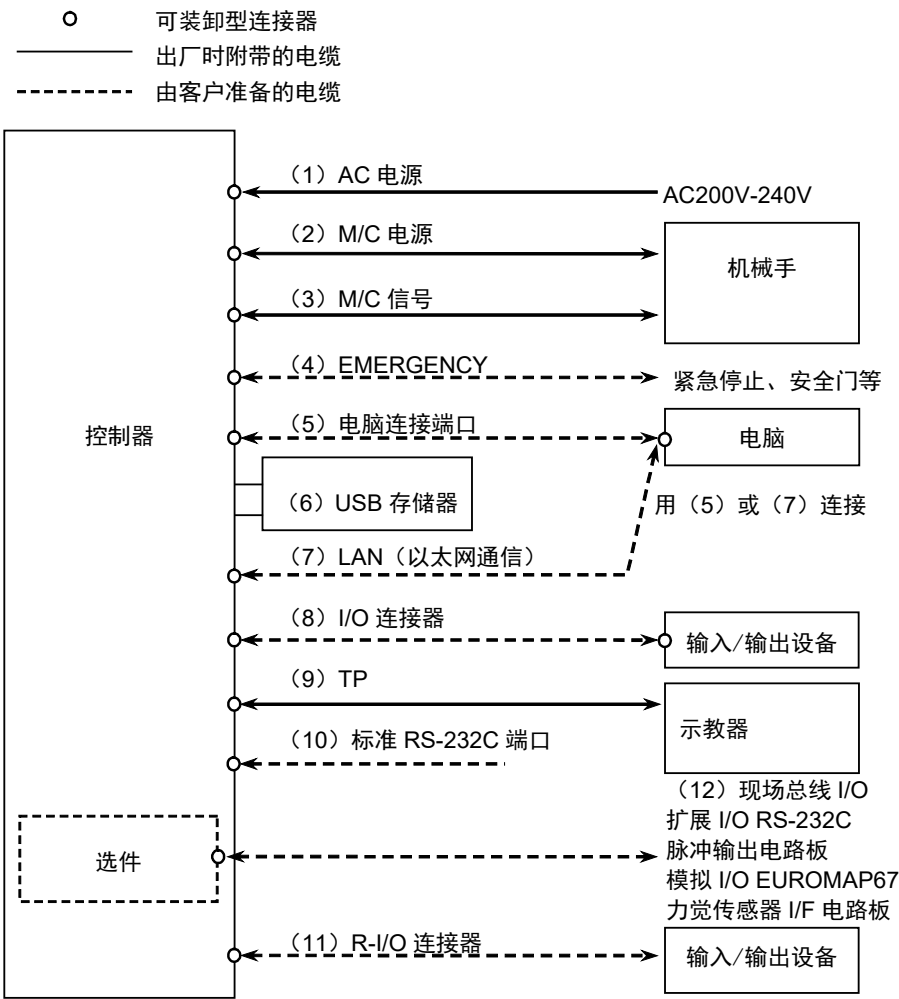 可装卸型连接器
出厂时附带的电缆
由客户准备的电缆
（1）AC 电源
AC200V-240V
（2）M/C 电源
机械手
（3）M/C 信号
（4）EMERGENCY
紧急停止、安全门等
控制器
（5）电脑连接端口
电脑
（6）USB 存储器
用（5）或（7）连接
（7）LAN（以太网通信）
（8）I/O 连接器
输入/输出设备
（9）TP
示教器
（10）标准 RS-232C 端口
（12）现场总线 I/O
扩展 I/O RS-232C
脉冲输出电路板
模拟 I/O EUROMAP67
力觉传感器 I/F 电路板
选件
（11）R-I/O 连接器
输入/输出设备